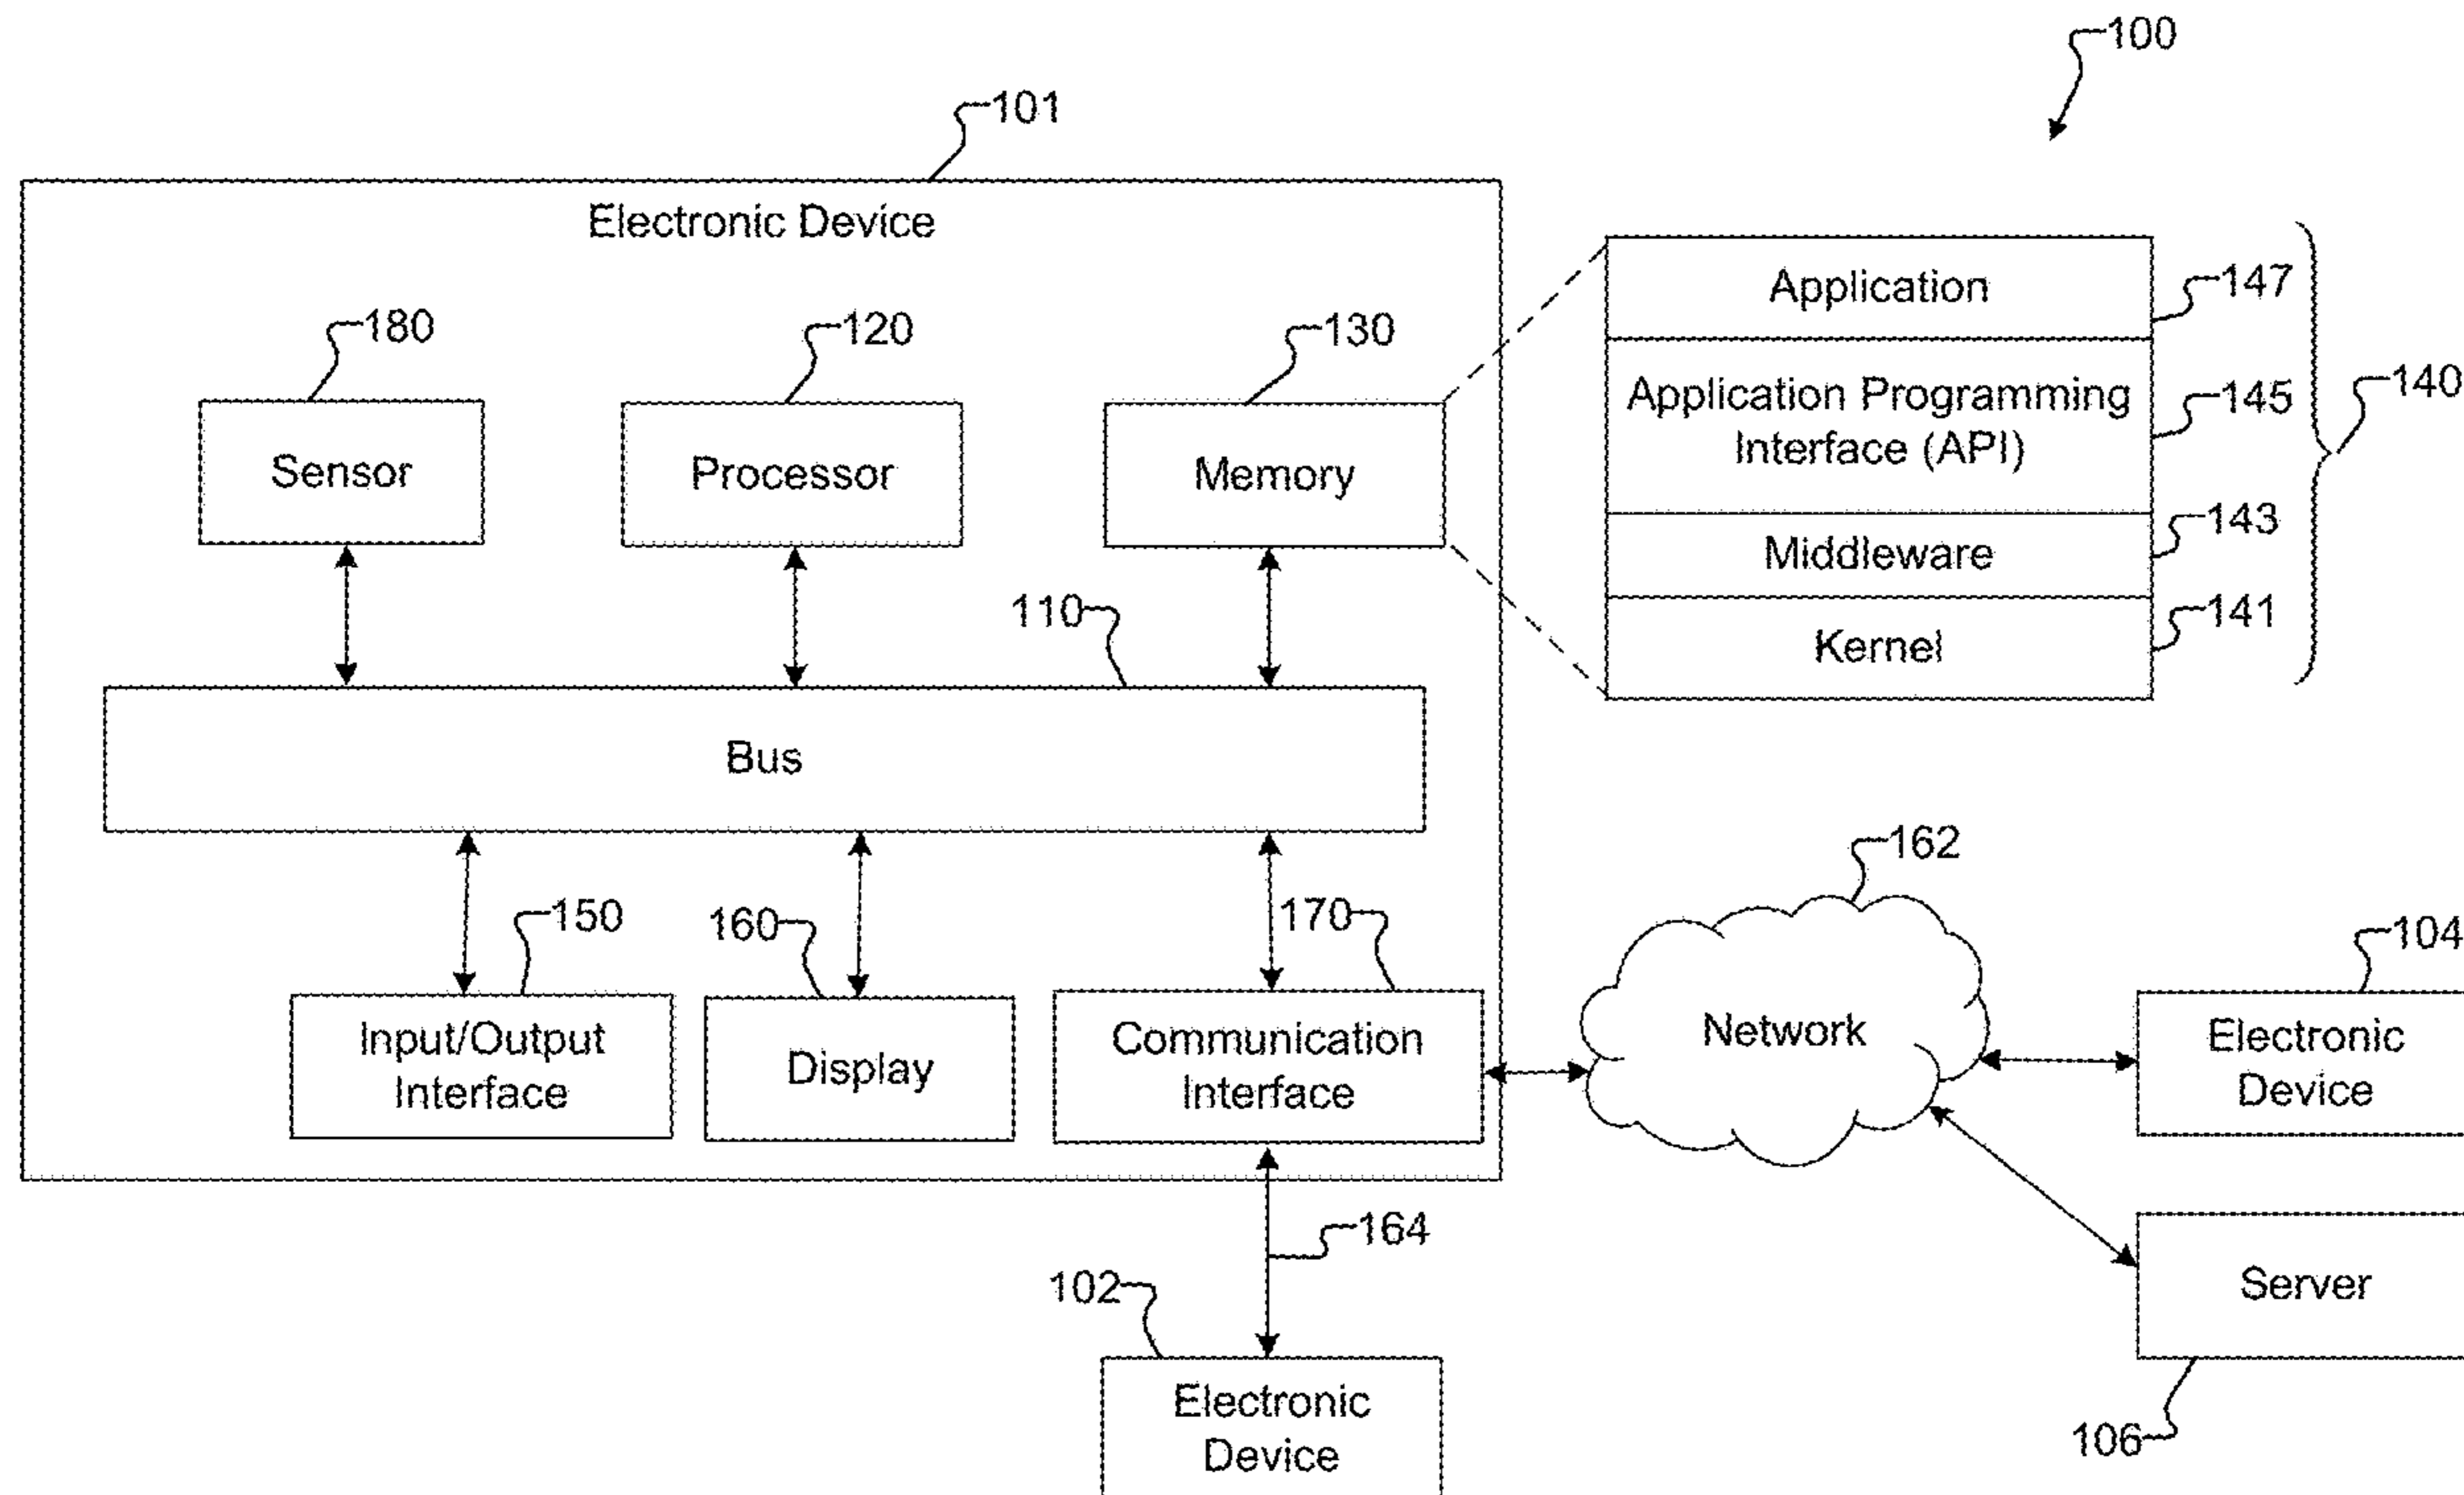 100
101
Electronic Device
Application
147
180
120
130
Application Programming
Interface (API)
145
140
Sensor
Processor
Memory
Middleware
143
110
Kernel
141
Bus
162
150
160
170
104
Input/Output
Interface
Display
Communication
Interface
Network
Electronic
Device
164
102
Server
Electronic
Device
106